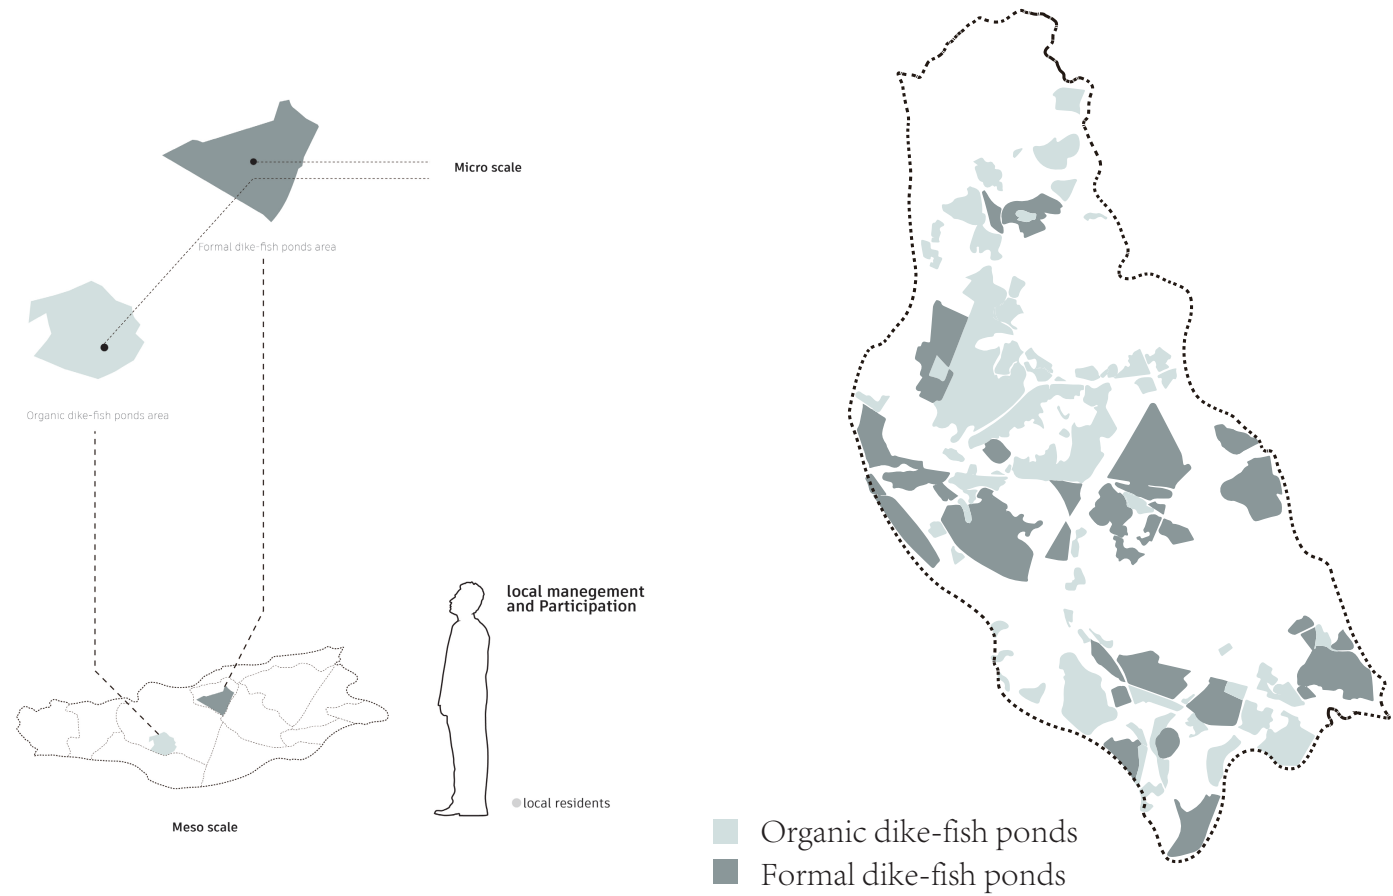 Micro scale
Formal dike-fish ponds area
Organic dike-fish ponds area
local manegement
and Participation
local residents
Meso scale
Organic dike-fish ponds
Formal dike-fish ponds